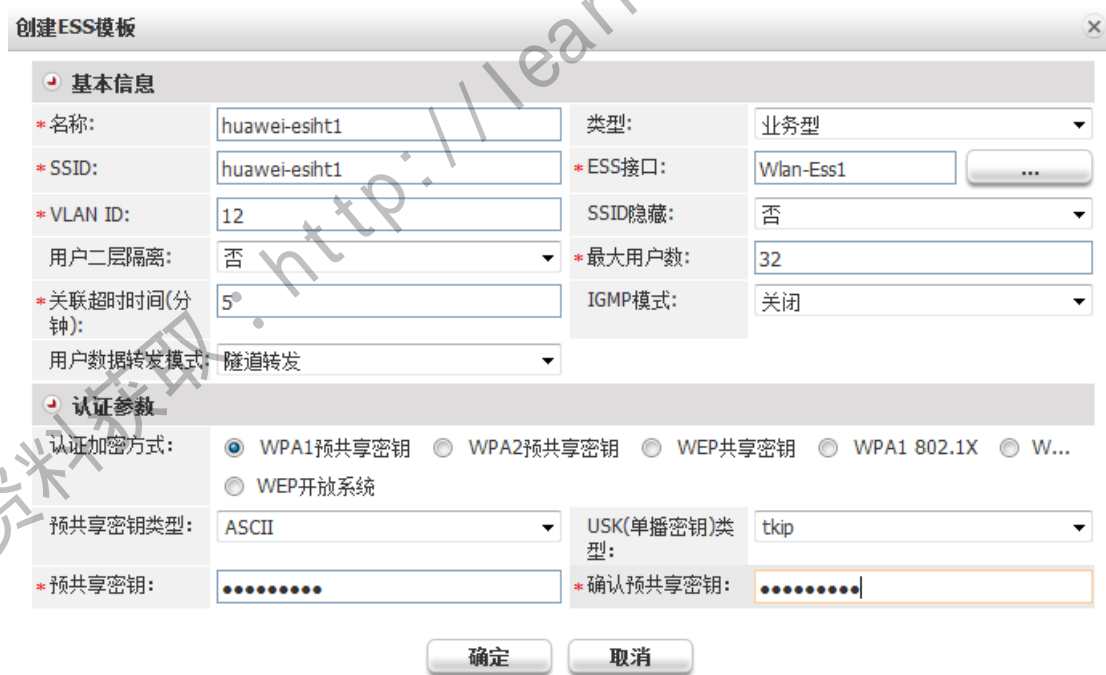 创建ESS模板
基本信息
*名称: huawei-esiht1 类型: 业务型
*SSID: huawei-esiht1 *ESS接口: Wlan-Ess1 ...
*VLAN ID: 12 SSID隐藏: 否
用户二层隔离: 否 *最大用户数: 32
*关联超时时间(分
钟): 5 IGMP模式: 关闭
用户数据转发模式: 隧道转发
认证参数
认证加密方式: WPA1预共享密钥 WPA2预共享密钥 WEP共享密钥 WPA1 802.1X W...
WEP开放系统
预共享密钥类型: ASCII USK(单播密钥)类
型: tkip
*预共享密钥: ●●●●●●●●● *确认预共享密钥: ●●●●●●●●●
确定 取消
资料获取：http://lear